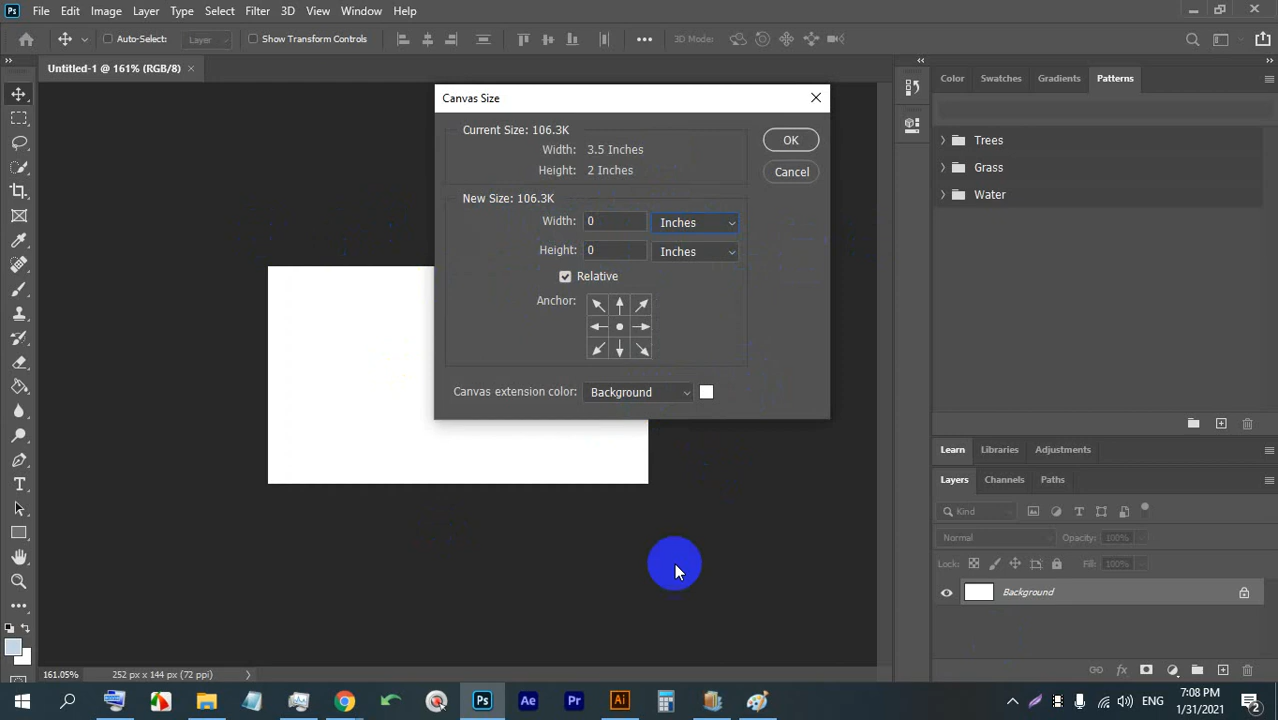 Ps File Edit Image Layer Type Select Filter 3D View Window Help
Auto-Select: Layer Show Transform Controls 3D Mode:
Untitled-1 @ 161% (RGB/8)
Canvas Size
Current Size: 106.3K
Width: 3.5 Inches
Height: 2 Inches
OK
Cancel
New Size: 106.3K
Width: 0 Inches
Height: 0 Inches
Relative
Anchor:
Canvas extension color: Background
Color Swatches Gradients Patterns
Trees
Grass
Water
Learn Libraries Adjustments
Layers Channels Paths
Kind
Normal Opacity: 100%
Lock: Fill: 100%
Background
161.05% 252 px x 144 px (72 ppi)
Ps Ae Pr Ai
ENG
7:08 PM
1/31/2021
2